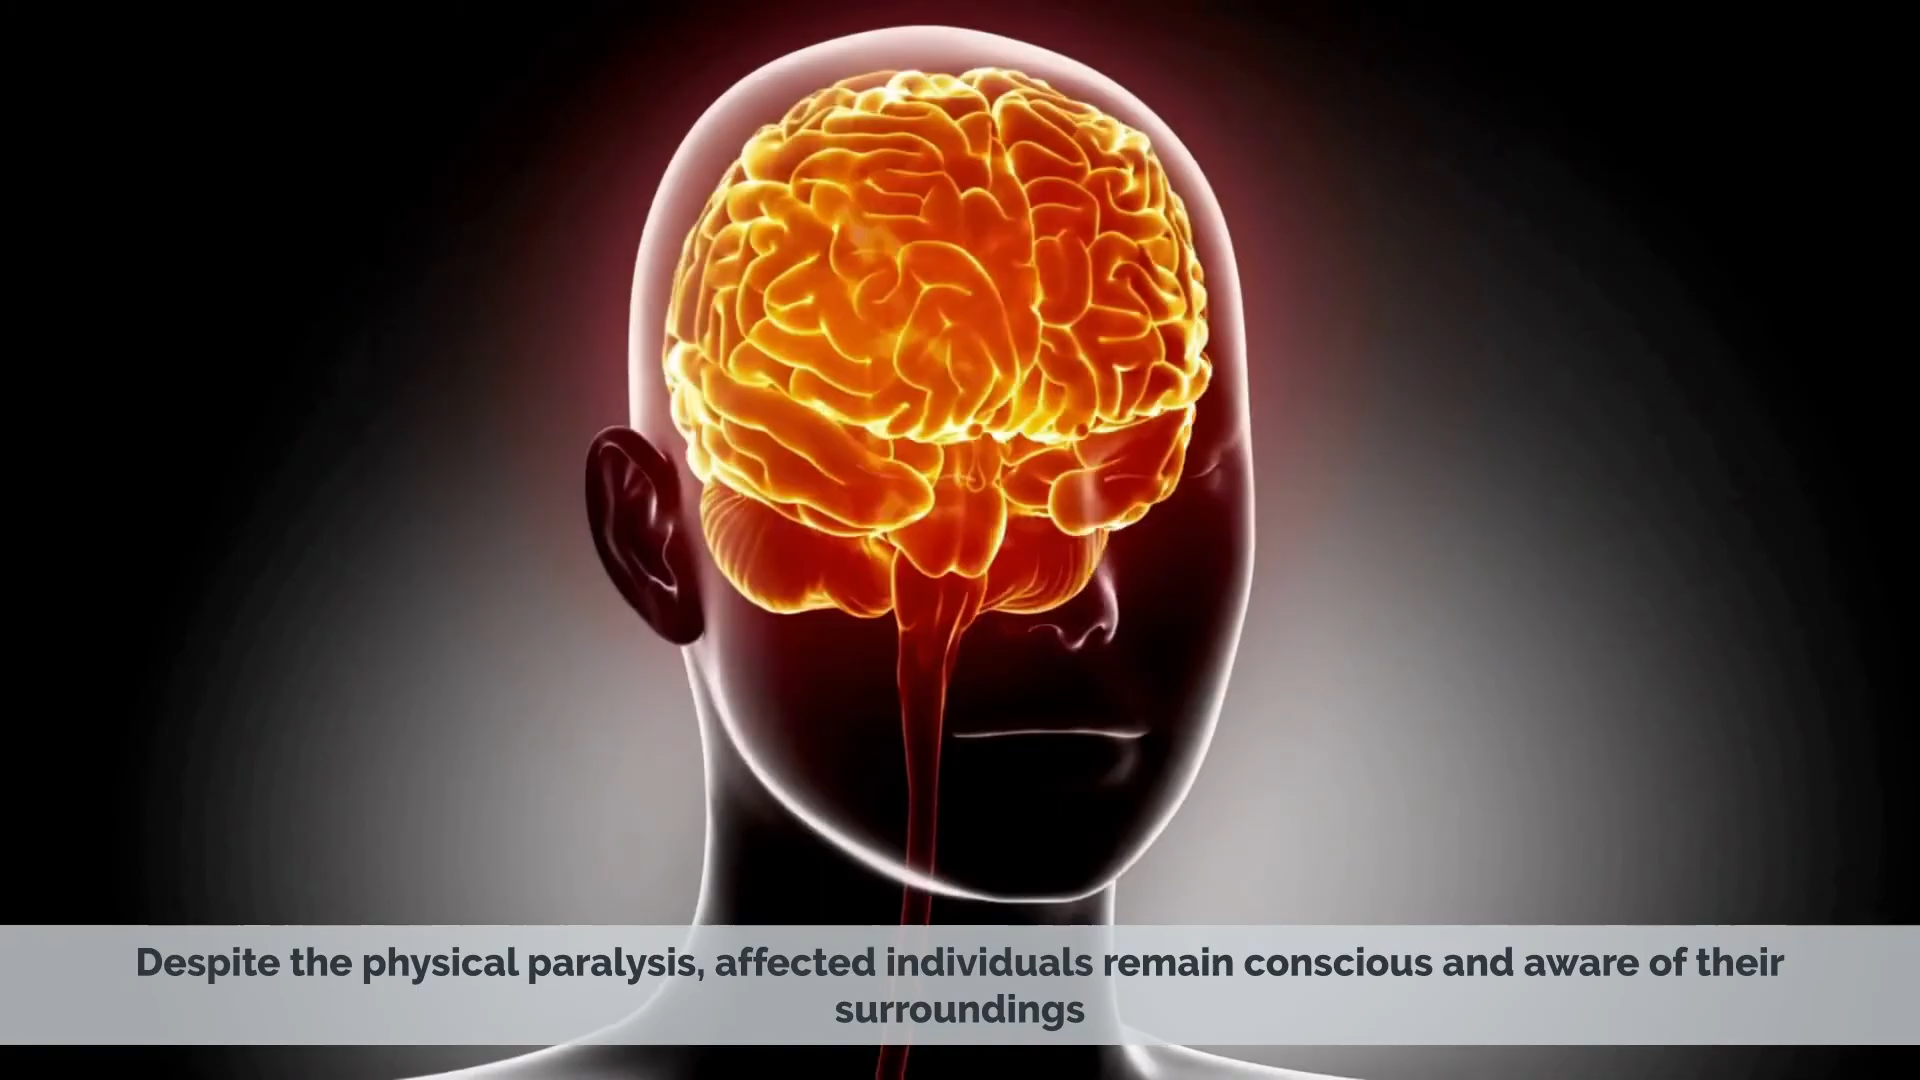 Despite the physical paralysis, affected individuals remain conscious and aware of their
surroundings